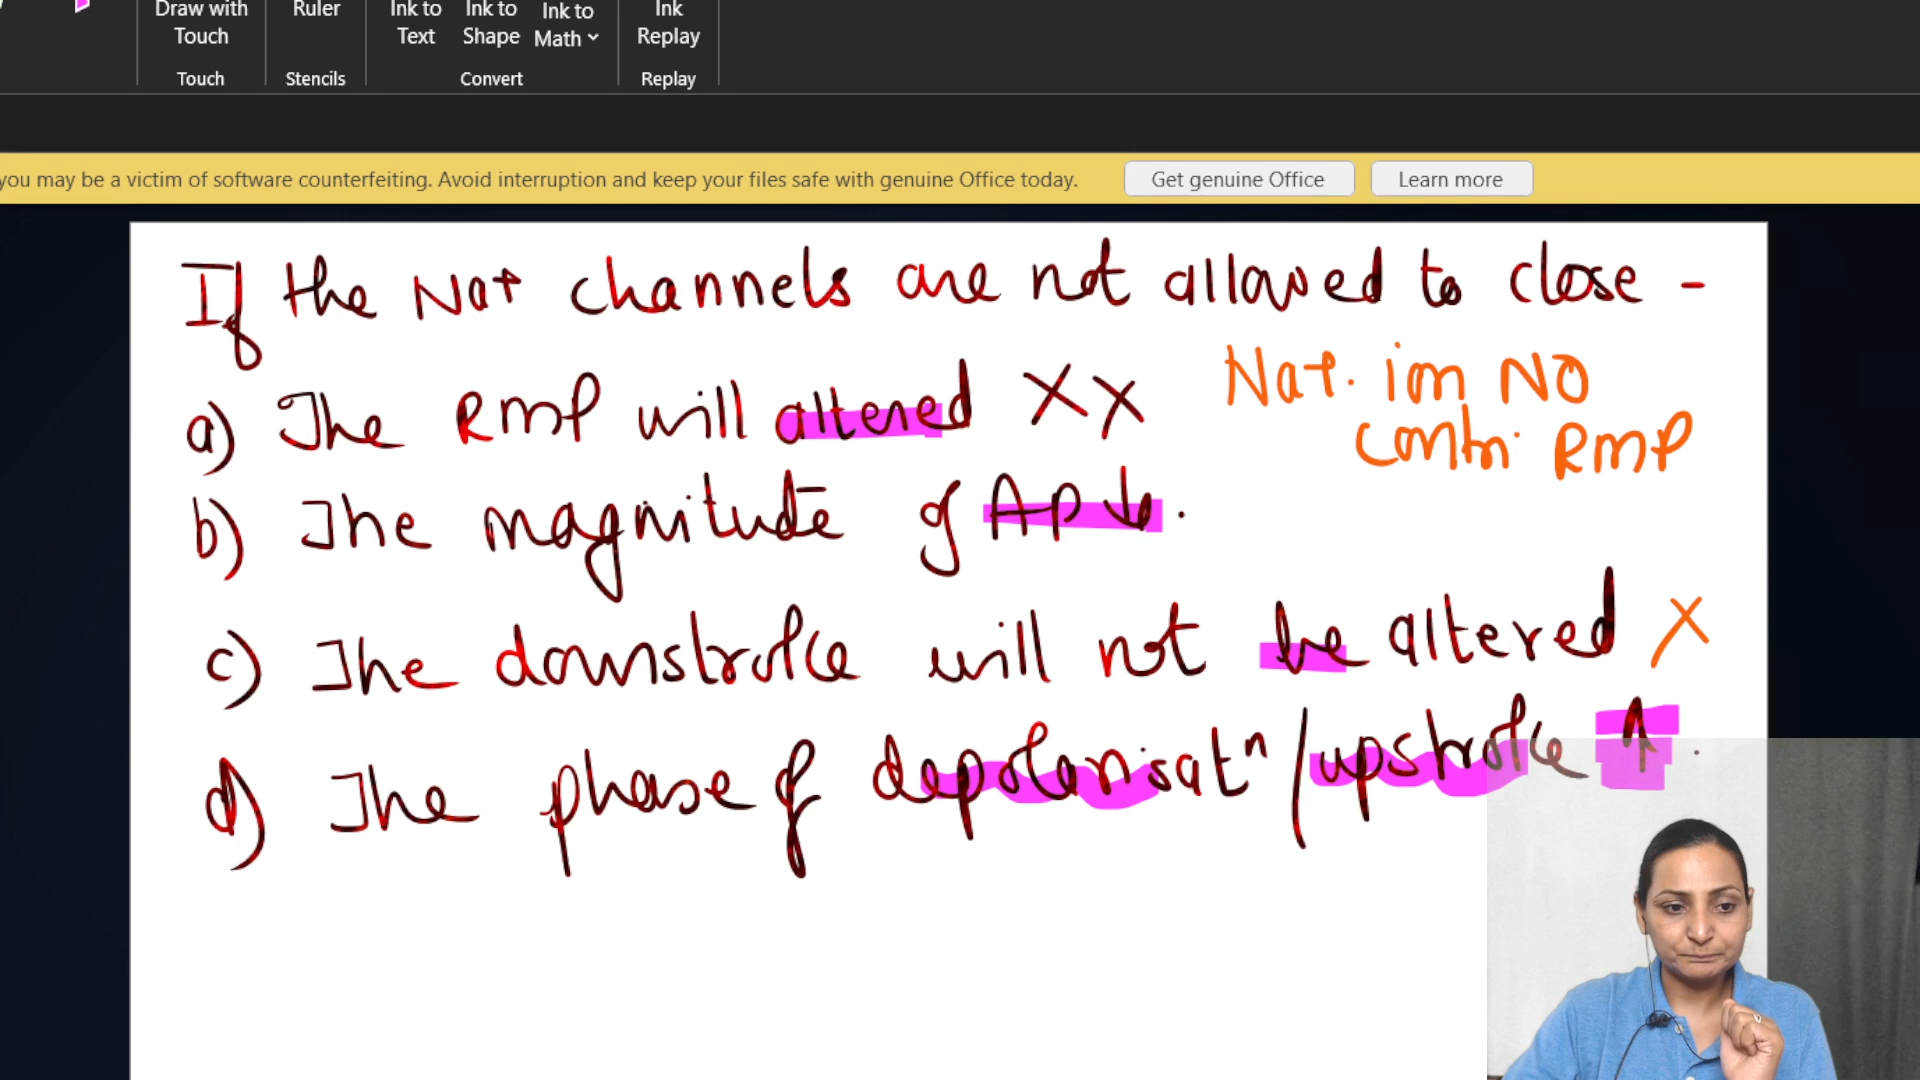 Draw with Touch
Ruler
Ink to Text
Ink to Shape
Ink to Math
Ink Replay
Touch
Stencils
Convert
Replay
you may be a victim of software counterfeiting. Avoid interruption and keep your files safe with genuine Office today.
Get genuine Office
Learn more
If the Na+ channels are not allowed to close -
a) The RMP will altered XX
Na+. ion NO
contri. RMP
b) The magnitude of AP ↓.
c) The downstroke will not be altered X
d) The phase of depolarisatⁿ / upstroke ↑.